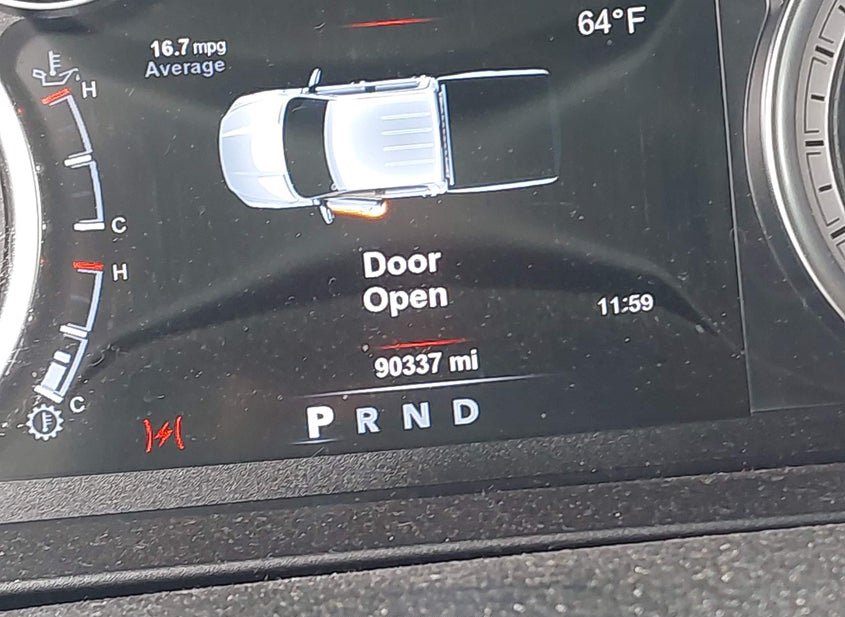 64°F
16.7 mpg
Average
H
C
H
C
Door
Open
11:59
90337 mi
P R N D